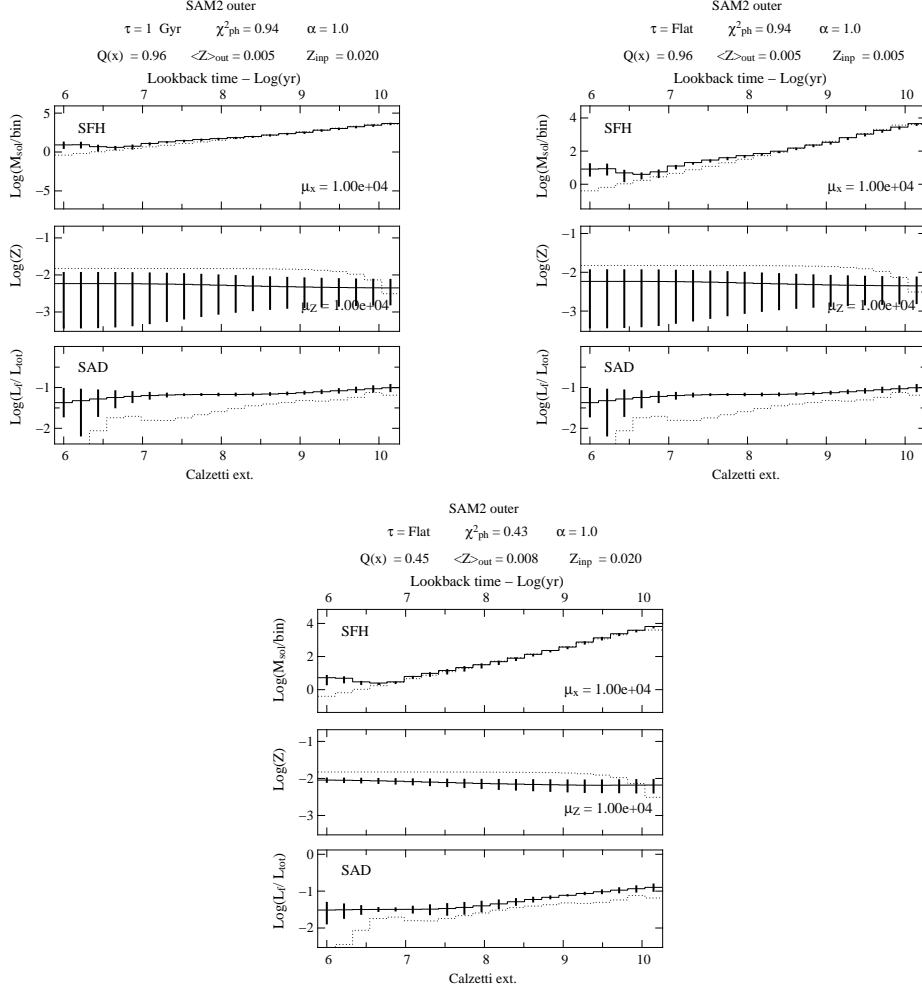 SAM2 outer
τ = 1 Gyr χ²ph = 0.94 α = 1.0
Q(x) = 0.96 <Z>out = 0.005 Zinp = 0.020
Lookback time − Log(yr)
6 7 8 9 10
Log(Msol/bin)
5
0
−5
SFH
μx = 1.00e+04
Log(Z)
−1
−2
−3
μZ = 1.00e+04
Log(Lf/ Ltot)
−1
−2
SAD
6 7 8 9 10
Calzetti ext.
SAM2 outer
τ = Flat χ²ph = 0.94 α = 1.0
Q(x) = 0.96 <Z>out = 0.005 Zinp = 0.005
Lookback time − Log(yr)
6 7 8 9 10
Log(Msol/bin)
4
2
0
SFH
μx = 1.00e+04
Log(Z)
−1
−2
−3
μZ = 1.00e+04
Log(Lf/ Ltot)
−1
−2
SAD
6 7 8 9 10
Calzetti ext.
SAM2 outer
τ = Flat χ²ph = 0.43 α = 1.0
Q(x) = 0.45 <Z>out = 0.008 Zinp = 0.020
Lookback time − Log(yr)
6 7 8 9 10
Log(Msol/bin)
4
2
0
SFH
μx = 1.00e+04
Log(Z)
−1
−2
−3
μZ = 1.00e+04
Log(Lf/ Ltot)
0
−1
−2
SAD
6 7 8 9 10
Calzetti ext.